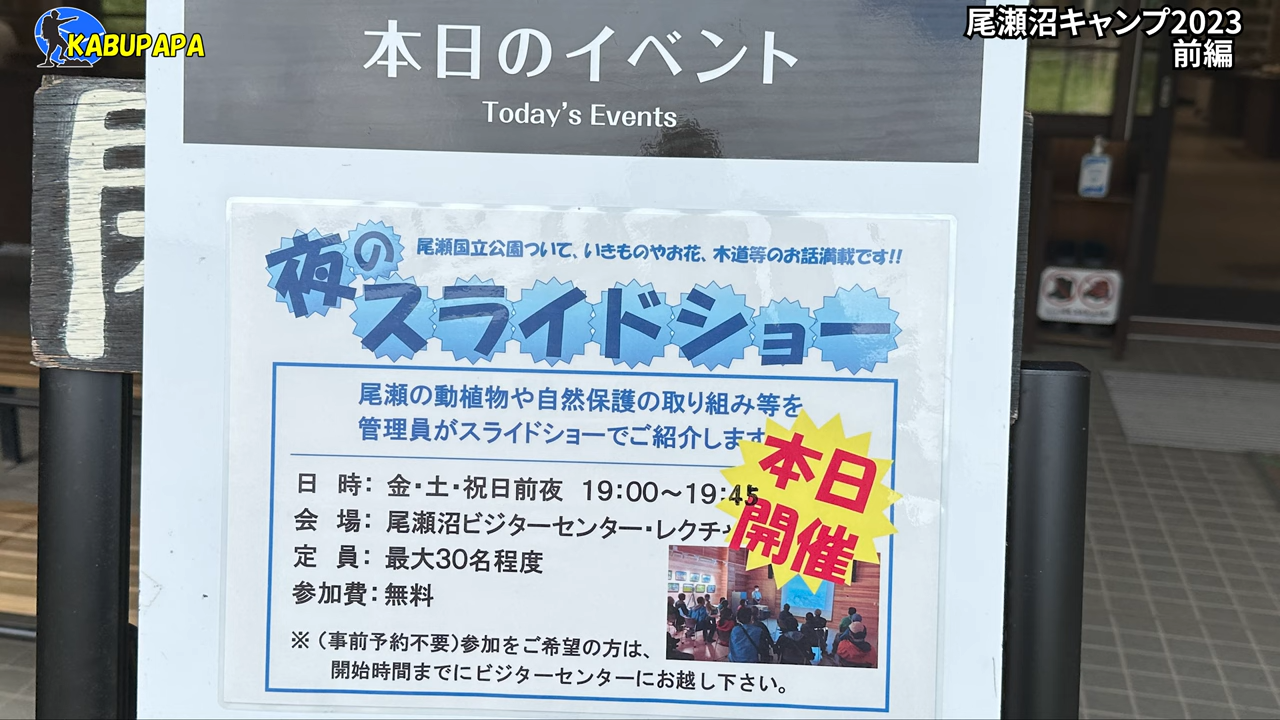 KABUPAPA
尾瀬沼キャンプ2023
前編
本日のイベント
Today's Events
尾瀬国立公園ついて、いきものやお花、木道等のお話満載です!!
夜の
スライドショー
尾瀬の動植物や自然保護の取り組み等を
管理員がスライドショーでご紹介します
本日
開催
日 時: 金・土・祝日前夜 19:00～19:45
会 場: 尾瀬沼ビジターセンター・レクチャ
定 員: 最大30名程度
参加費: 無料
※（事前予約不要）参加をご希望の方は、
開始時間までにビジターセンターにお越し下さい。